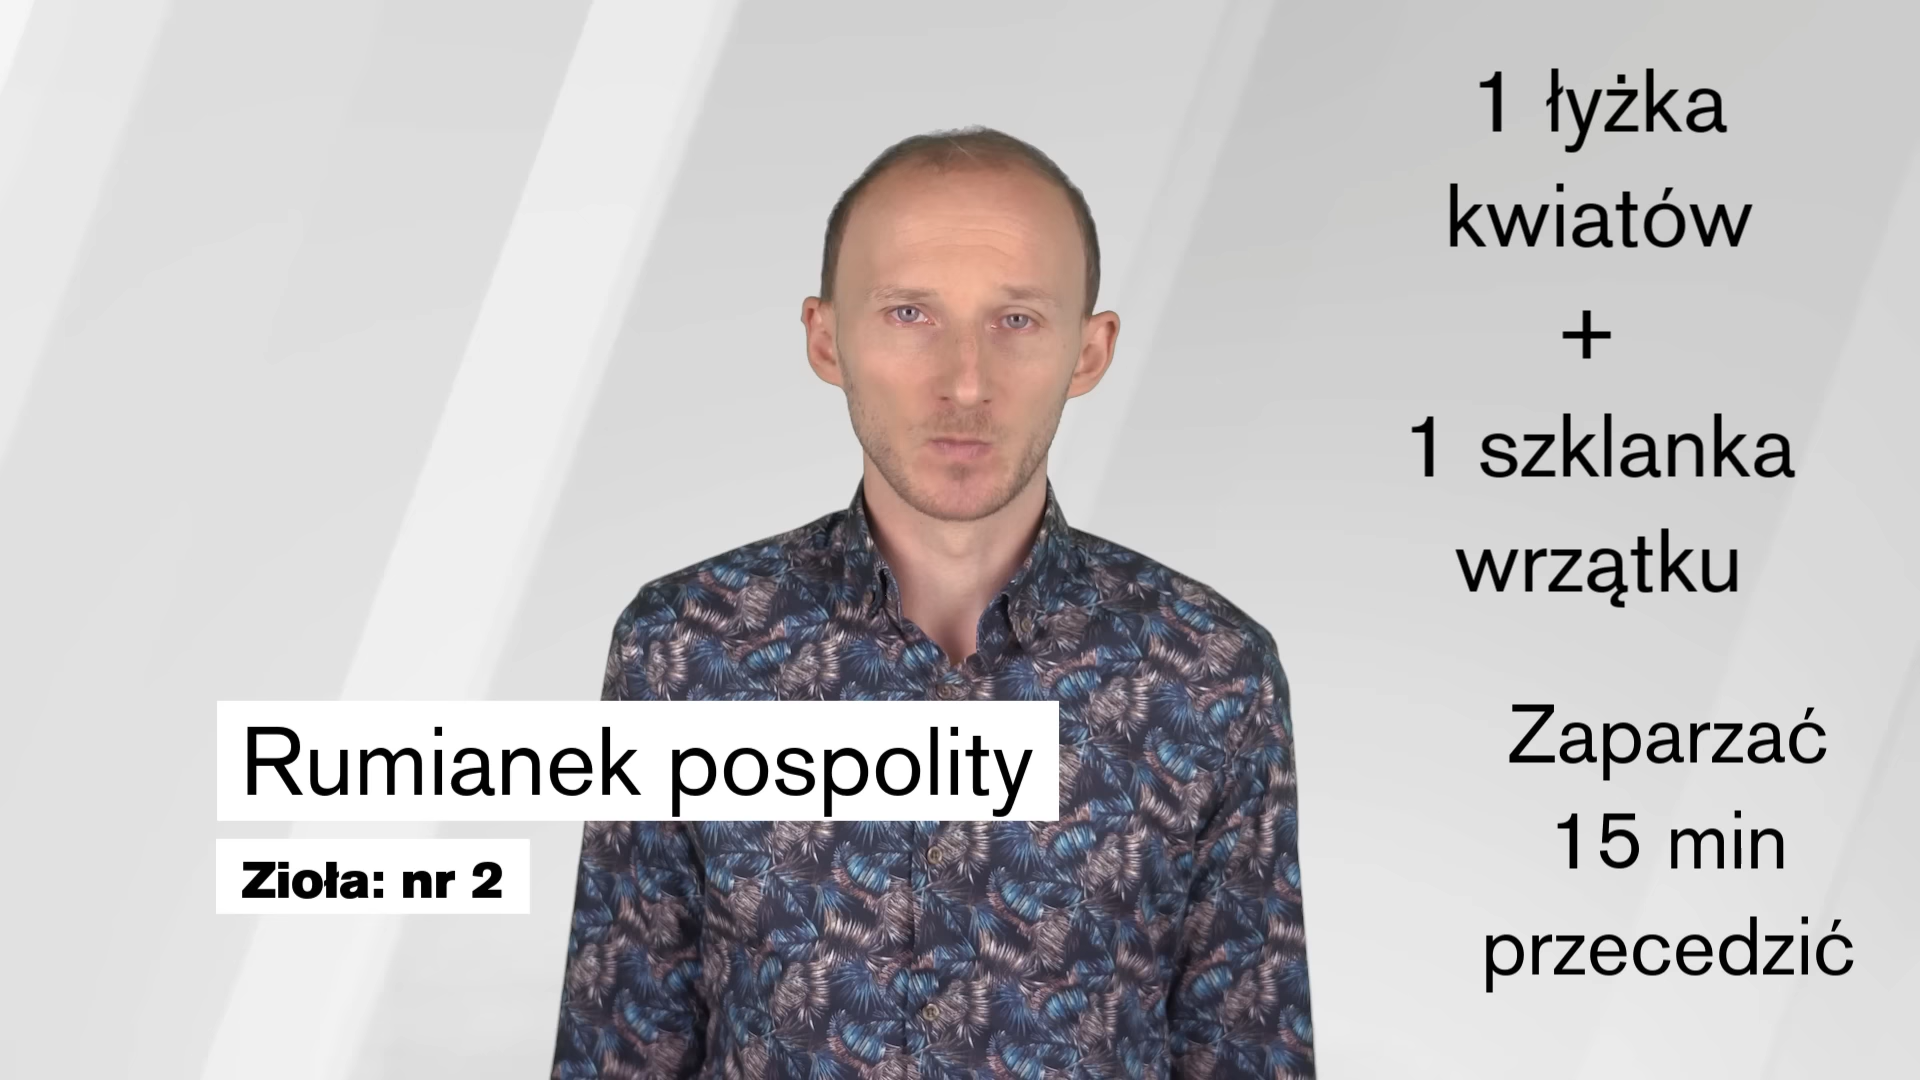 1 łyżka
kwiatów
+
1 szklanka
wrzątku
Zaparzać
15 min
przecedzić
Rumianek pospolity
Zioła: nr 2